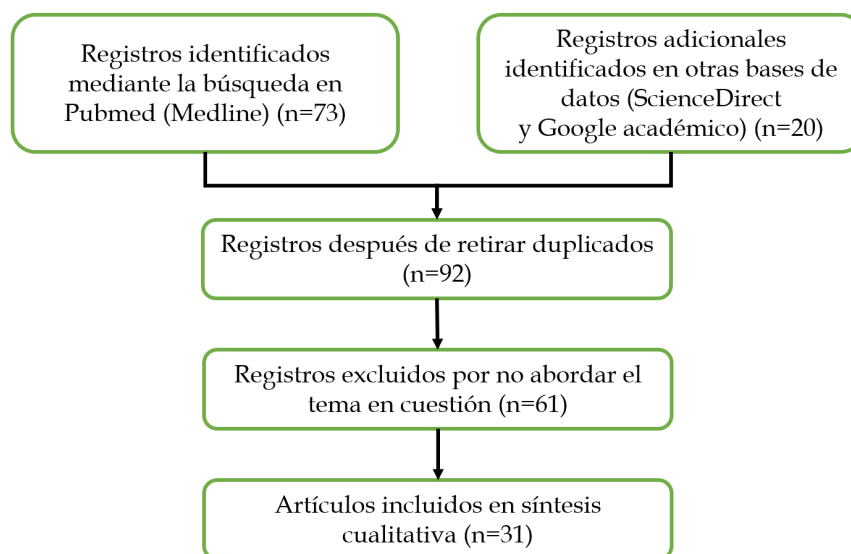 Registros identificados
mediante la búsqueda en
Pubmed (Medline) (n=73)
Registros adicionales
identificados en otras bases de
datos (ScienceDirect
y Google académico) (n=20)
Registros después de retirar duplicados
(n=92)
Registros excluidos por no abordar el
tema en cuestión (n=61)
Artículos incluidos en síntesis
cualitativa (n=31)